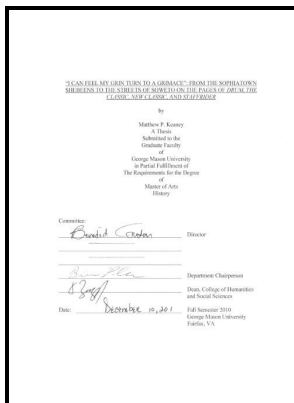 "I CAN FEEL MY GRIN TURN TO A GRIMACE": FROM THE SOPHIATOWN
SHEBEENS TO THE STREETS OF SOWETO ON THE PAGES OF DRUM, THE
CLASSIC, NEW CLASSIC, AND STAFFRIDER
by
Matthew P. Keaney
A Thesis
Submitted to the
Graduate Faculty
of
George Mason University
in Partial Fulfillment of
The Requirements for the Degree
of
Master of Arts
History
Committee:
Director
Department Chairperson
Dean, College of Humanities
and Social Sciences
Date: December 10, 201
Fall Semester 2010
George Mason University
Fairfax, VA